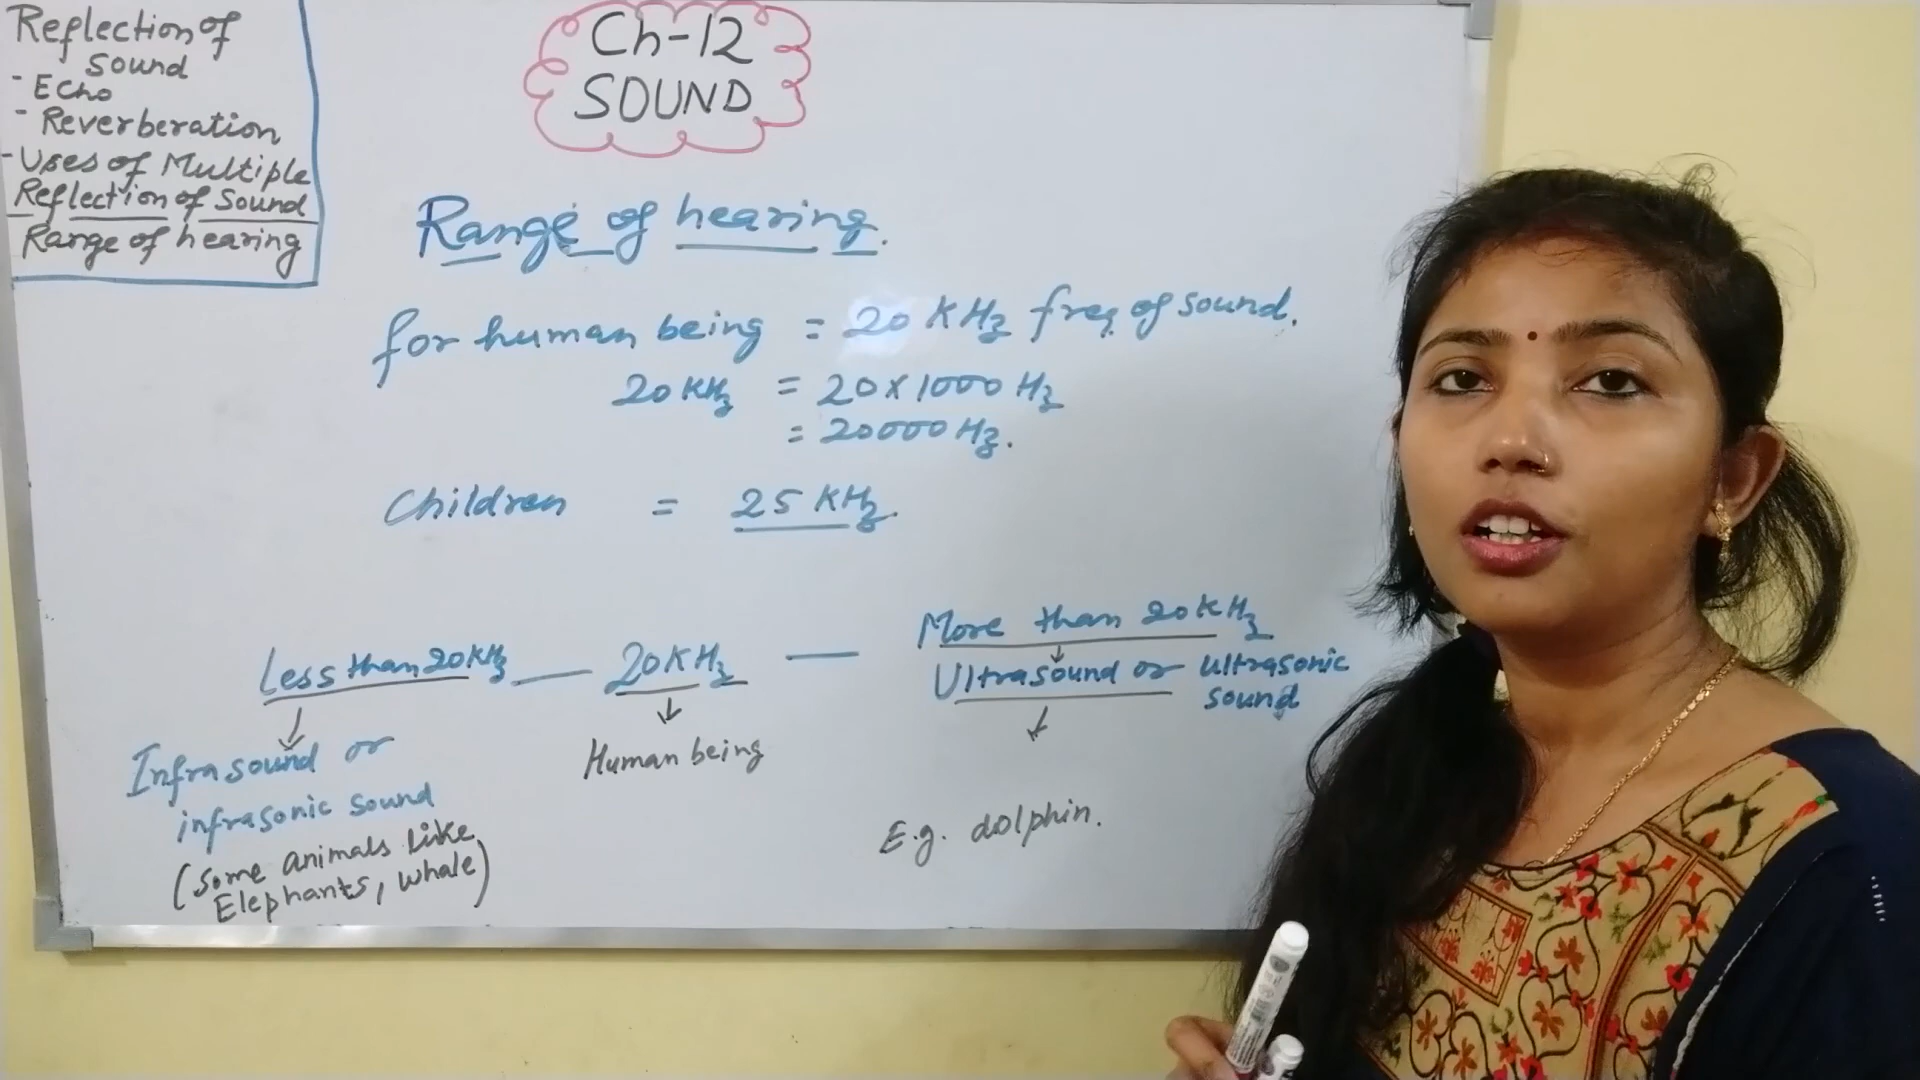 Reflection of
Sound
- Echo
- Reverberation
- Uses of Multiple
Reflection of Sound
Range of hearing
Ch-12
SOUND
Range of hearing.
for human being = 20 KHz freq. of sound.
20 KHz = 20 x 1000 Hz
= 20000 Hz.
Children = 25 KHz.
Less than 20 KHz — 20 KHz — More than 20 KHz
Ultrasound or ultrasonic
sound
Infrasound or
infrasonic sound
(Some animals like
Elephants, whale)
Human being
E.g. dolphin.